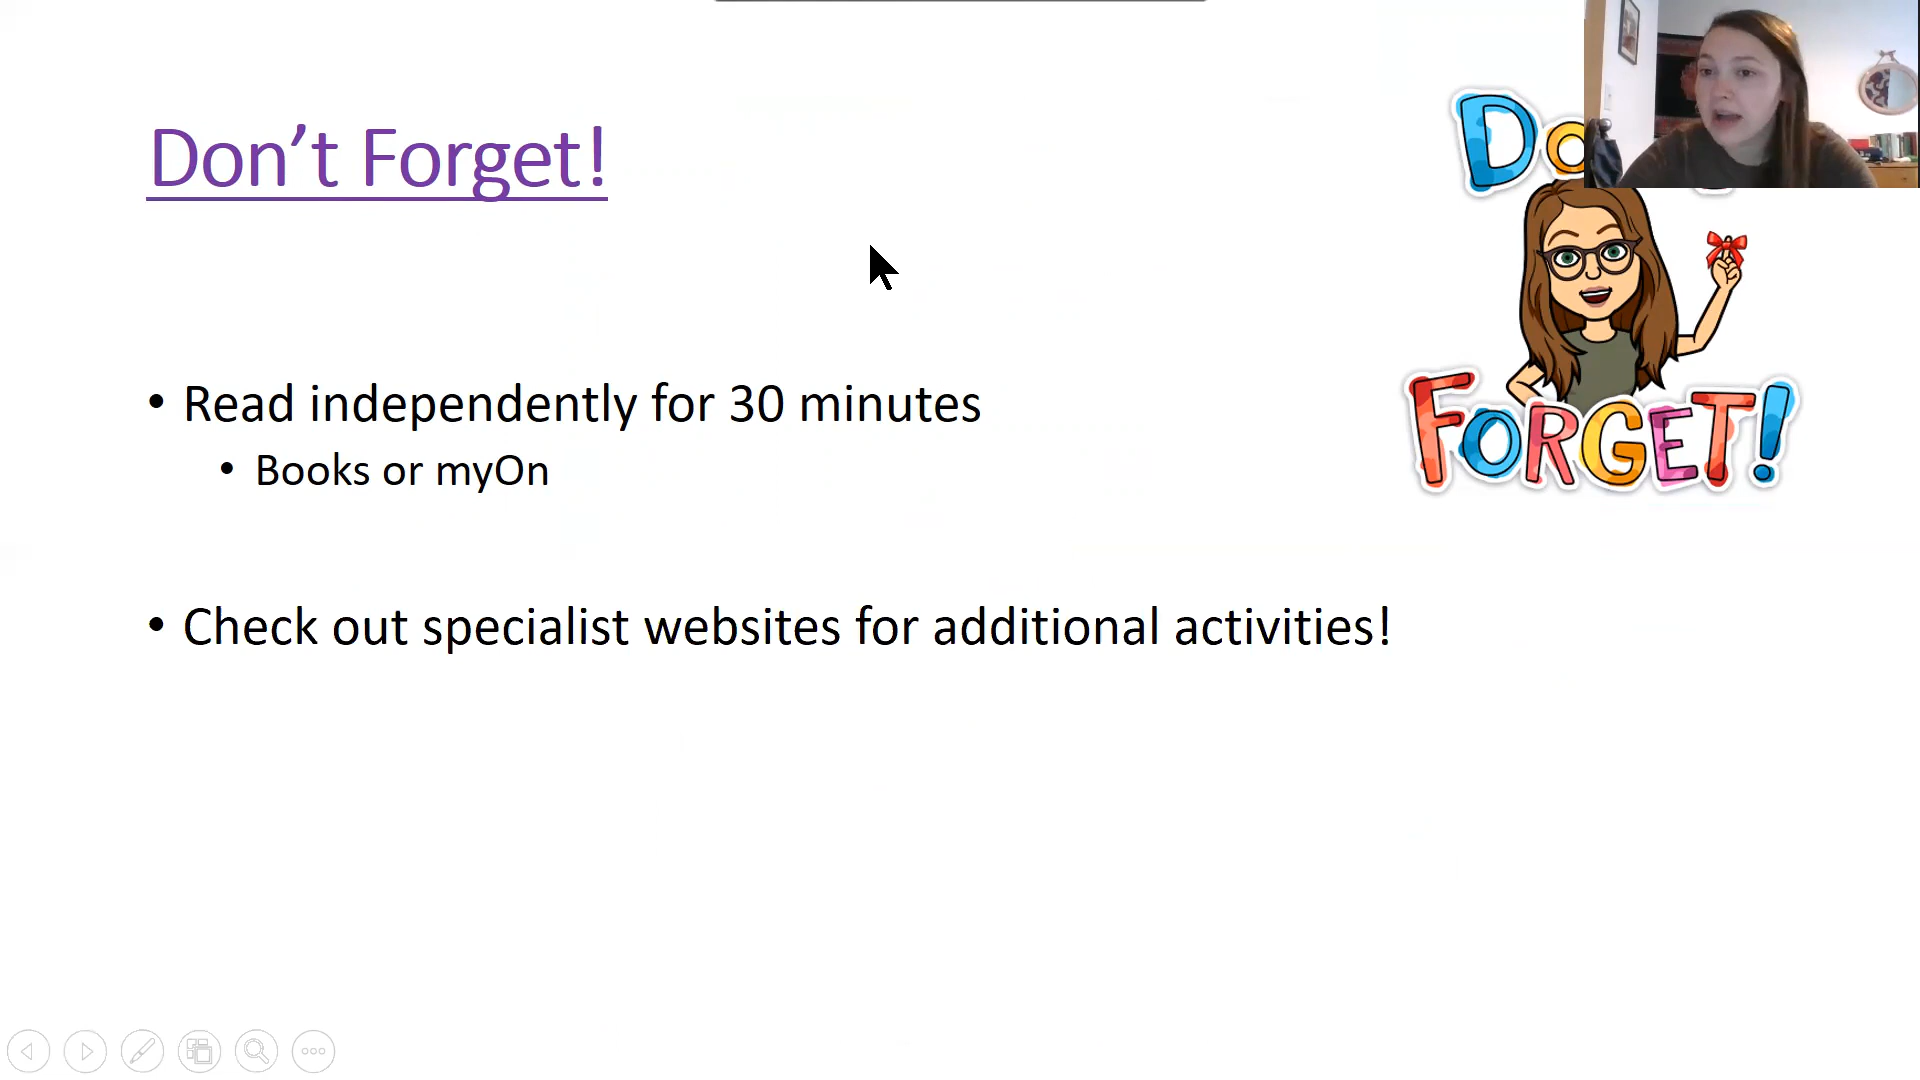 Don’t Forget!
Do
FORGET!
• Read independently for 30 minutes
• Books or myOn
• Check out specialist websites for additional activities!